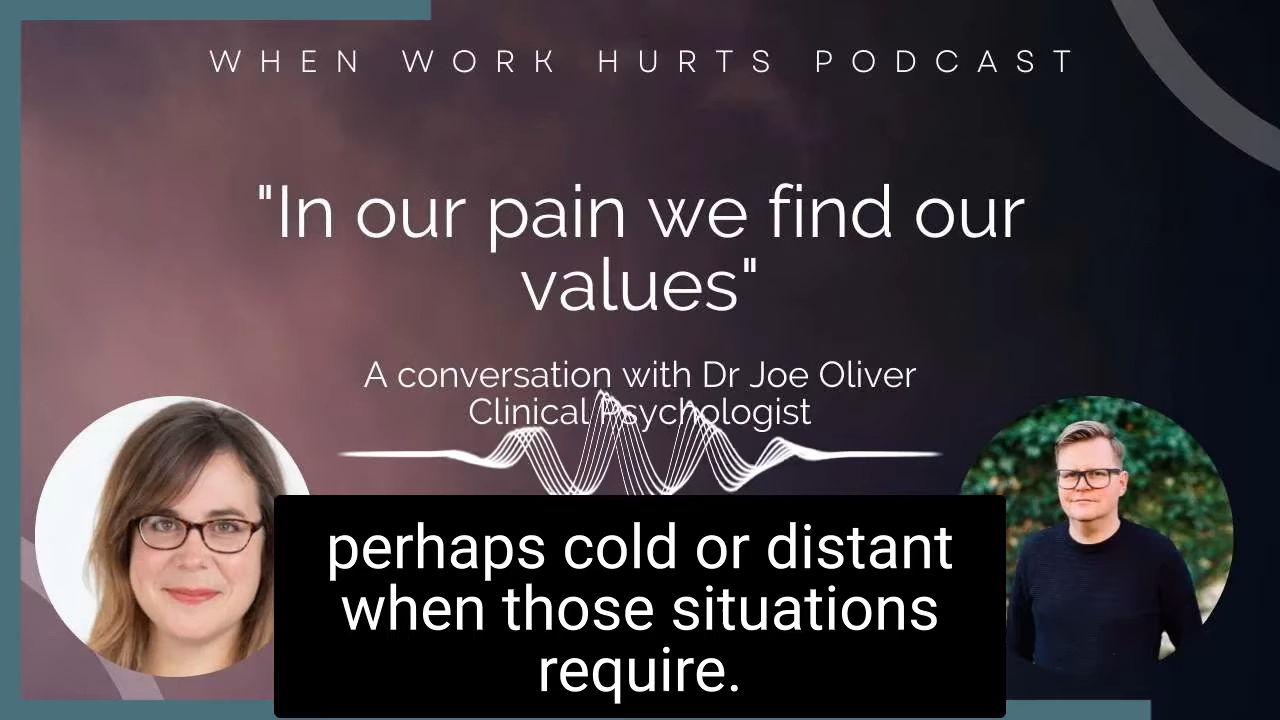 WHEN WORK HURTS PODCAST
"In our pain we find our
values"
A conversation with Dr Joe Oliver
Clinical Psychologist
perhaps cold or distant
when those situations
require.